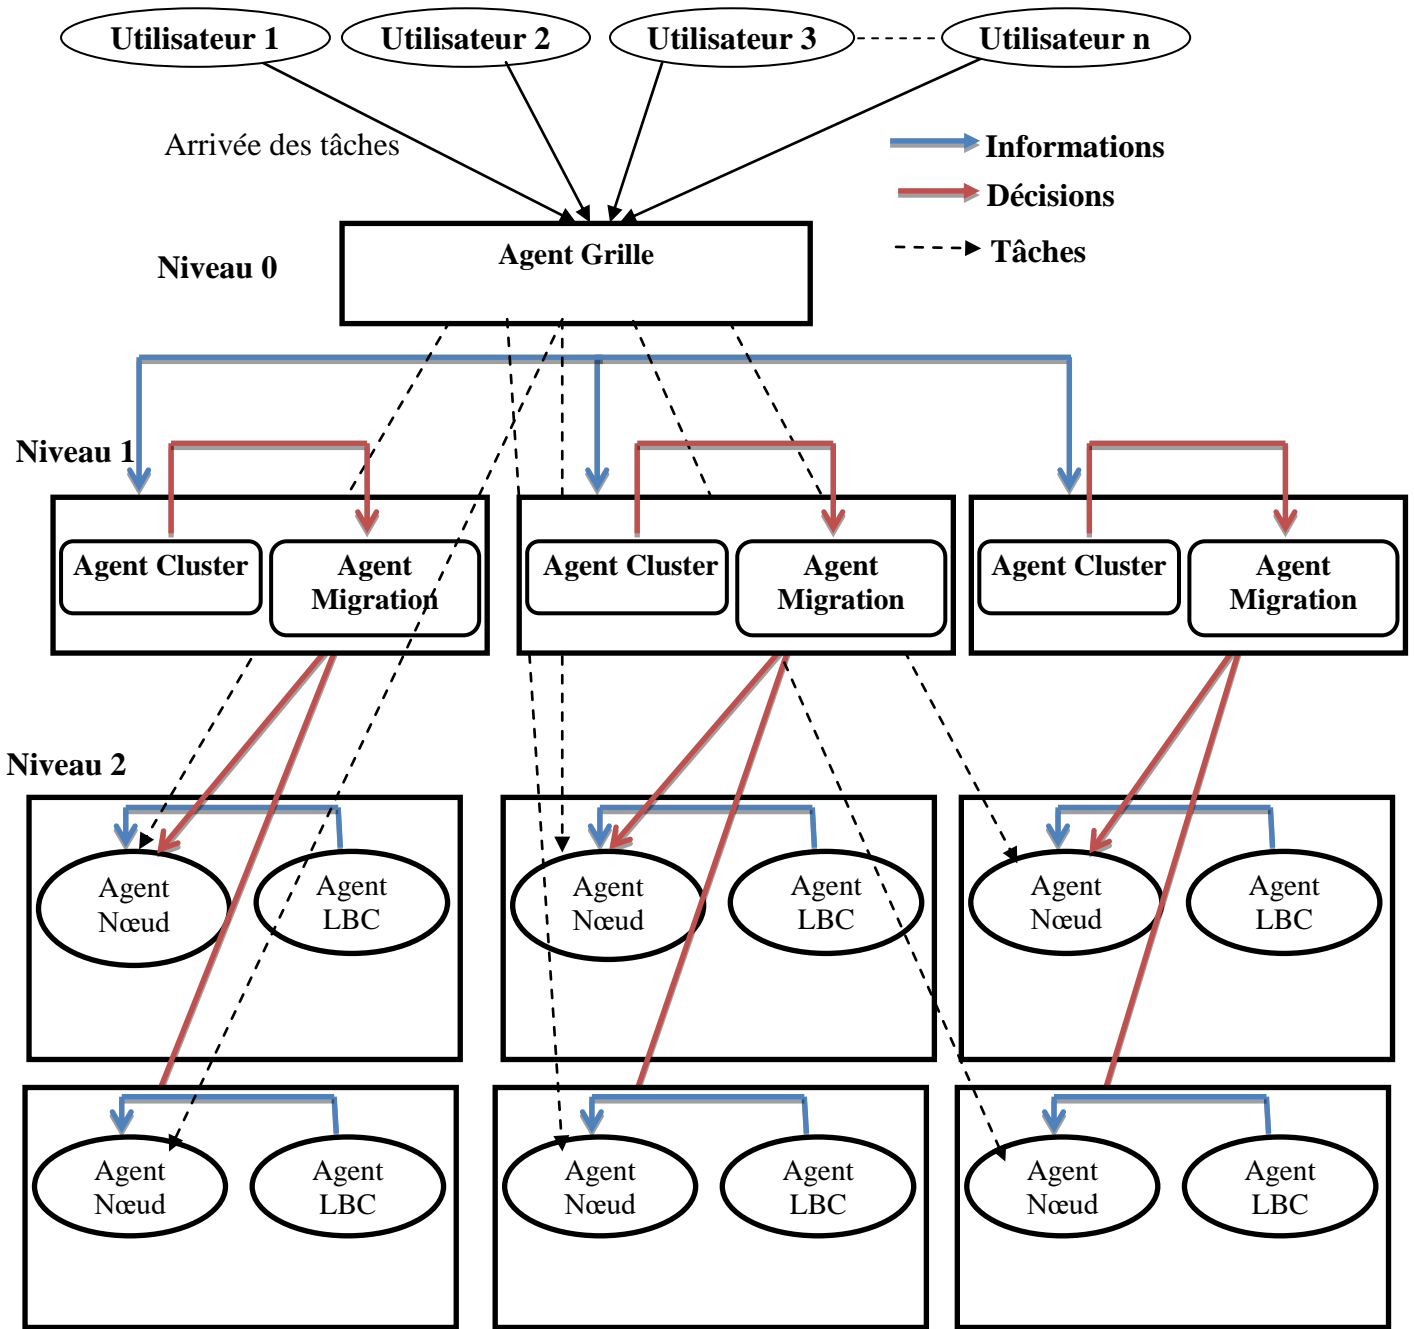 Utilisateur 1
Utilisateur 2
Utilisateur 3
Utilisateur n
Arrivée des tâches
Informations
Décisions
Tâches
Niveau 0
Agent Grille
Niveau 1
Agent Cluster
Agent
Migration
Agent Cluster
Agent
Migration
Agent Cluster
Agent
Migration
Niveau 2
Agent
Nœud
Agent
LBC
Agent
Nœud
Agent
LBC
Agent
Nœud
Agent
LBC
Agent
Nœud
Agent
LBC
Agent
Nœud
Agent
LBC
Agent
Nœud
Agent
LBC